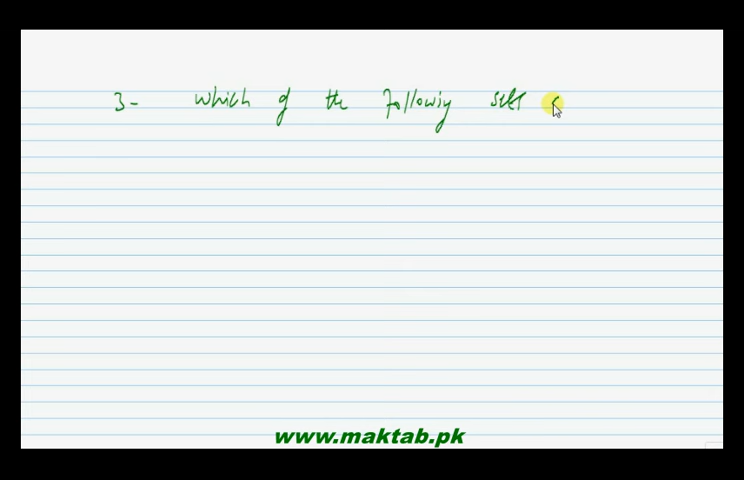 3- which of the following sets
www.maktab.pk